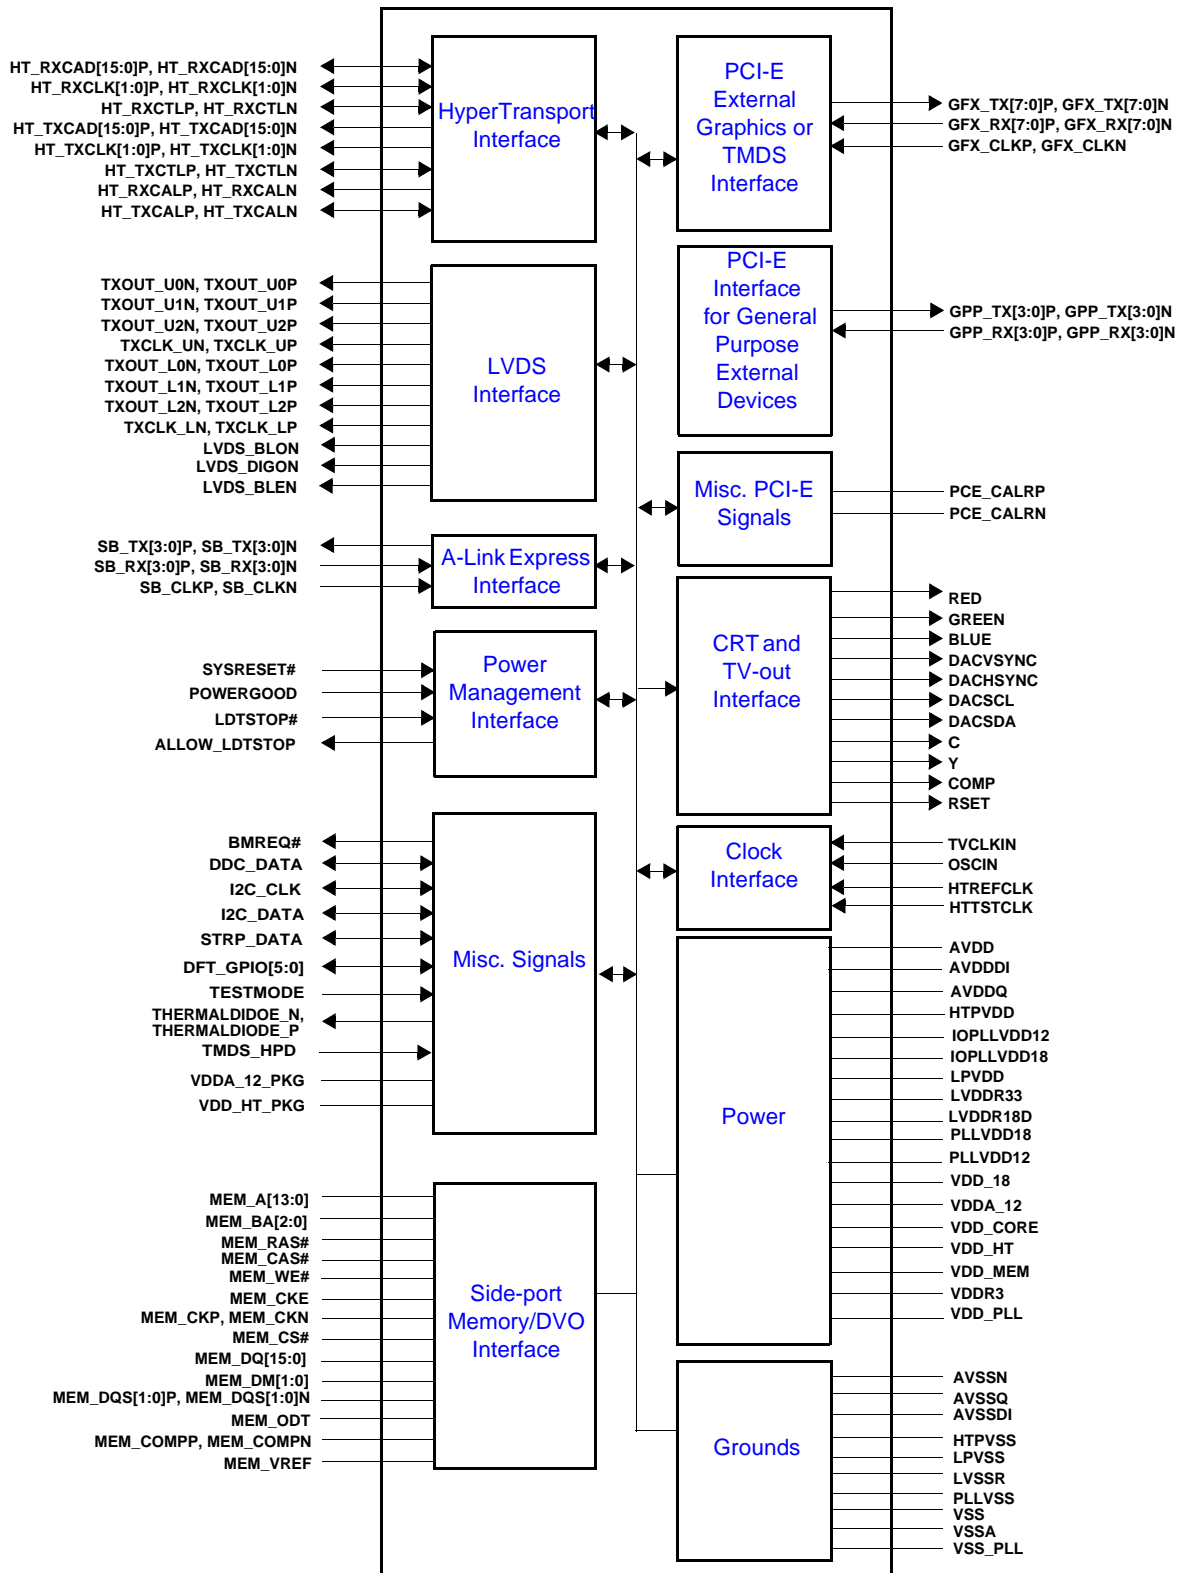 HT_RXCAD[15:0]P, HT_RXCAD[15:0]N
HT_RXCLK[1:0]P, HT_RXCLK[1:0]N
HT_RXCTLP, HT_RXCTLN
HT_TXCAD[15:0]P, HT_TXCAD[15:0]N
HT_TXCLK[1:0]P, HT_TXCLK[1:0]N
HT_TXCTLP, HT_TXCTLN
HT_RXCALP, HT_RXCALN
HT_TXCALP, HT_TXCALN
HyperTransport
Interface
PCI-E
External
Graphics or
TMDS
Interface
GFX_TX[7:0]P, GFX_TX[7:0]N
GFX_RX[7:0]P, GFX_RX[7:0]N
GFX_CLKP, GFX_CLKN
TXOUT_U0N, TXOUT_U0P
TXOUT_U1N, TXOUT_U1P
TXOUT_U2N, TXOUT_U2P
TXCLK_UN, TXCLK_UP
TXOUT_L0N, TXOUT_L0P
TXOUT_L1N, TXOUT_L1P
TXOUT_L2N, TXOUT_L2P
TXCLK_LN, TXCLK_LP
LVDS_BLON
LVDS_DIGON
LVDS_BLEN
LVDS
Interface
PCI-E
Interface
for General
Purpose
External
Devices
GPP_TX[3:0]P, GPP_TX[3:0]N
GPP_RX[3:0]P, GPP_RX[3:0]N
Misc. PCI-E
Signals
PCE_CALRP
PCE_CALRN
SB_TX[3:0]P, SB_TX[3:0]N
SB_RX[3:0]P, SB_RX[3:0]N
SB_CLKP, SB_CLKN
A-Link Express
Interface
SYSRESET#
POWERGOOD
LDTSTOP#
ALLOW_LDTSTOP
Power
Management
Interface
CRT and
TV-out
Interface
RED
GREEN
BLUE
DACVSYNC
DACHSYNC
DACSCL
DACSDA
C
Y
COMP
RSET
BMREQ#
DDC_DATA
I2C_CLK
I2C_DATA
STRP_DATA
DFT_GPIO[5:0]
TESTMODE
THERMALDIDOE_N,
THERMALDIODE_P
TMDS_HPD
VDDA_12_PKG
VDD_HT_PKG
Misc. Signals
Clock
Interface
TVCLKIN
OSCIN
HTREFCLK
HTTSTCLK
Power
AVDD
AVDDDI
AVDDQ
HTPVDD
IOPLLVDD12
IOPLLVDD18
LPVDD
LVDDR33
LVDDR18D
PLLVDD18
PLLVDD12
VDD_18
VDDA_12
VDD_CORE
VDD_HT
VDD_MEM
VDDR3
VDD_PLL
MEM_A[13:0]
MEM_BA[2:0]
MEM_RAS#
MEM_CAS#
MEM_WE#
MEM_CKE
MEM_CKP, MEM_CKN
MEM_CS#
MEM_DQ[15:0]
MEM_DM[1:0]
MEM_DQS[1:0]P, MEM_DQS[1:0]N
MEM_ODT
MEM_COMPP, MEM_COMPN
MEM_VREF
Side-port
Memory/DVO
Interface
Grounds
AVSSN
AVSSQ
AVSSDI
HTPVSS
LPVSS
LVSSR
PLLVSS
VSS
VSSA
VSS_PLL